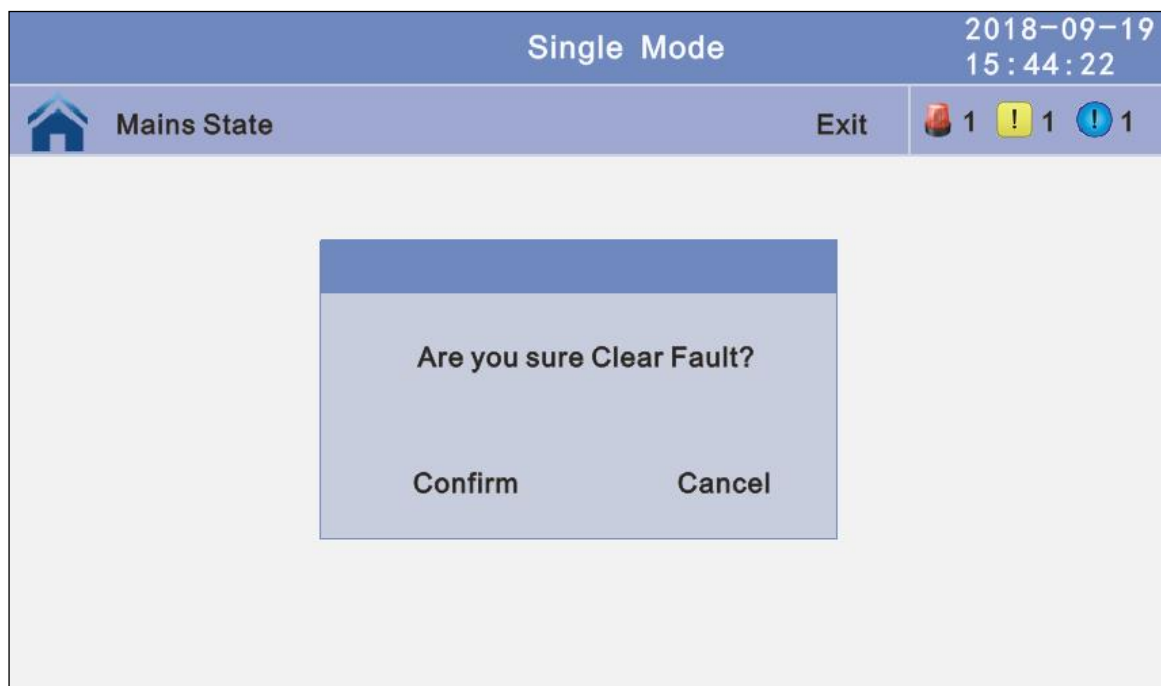 Single Mode
2018-09-19
15:44:22
Mains State
Exit
1
! 1
! 1
Are you sure Clear Fault?
Confirm
Cancel